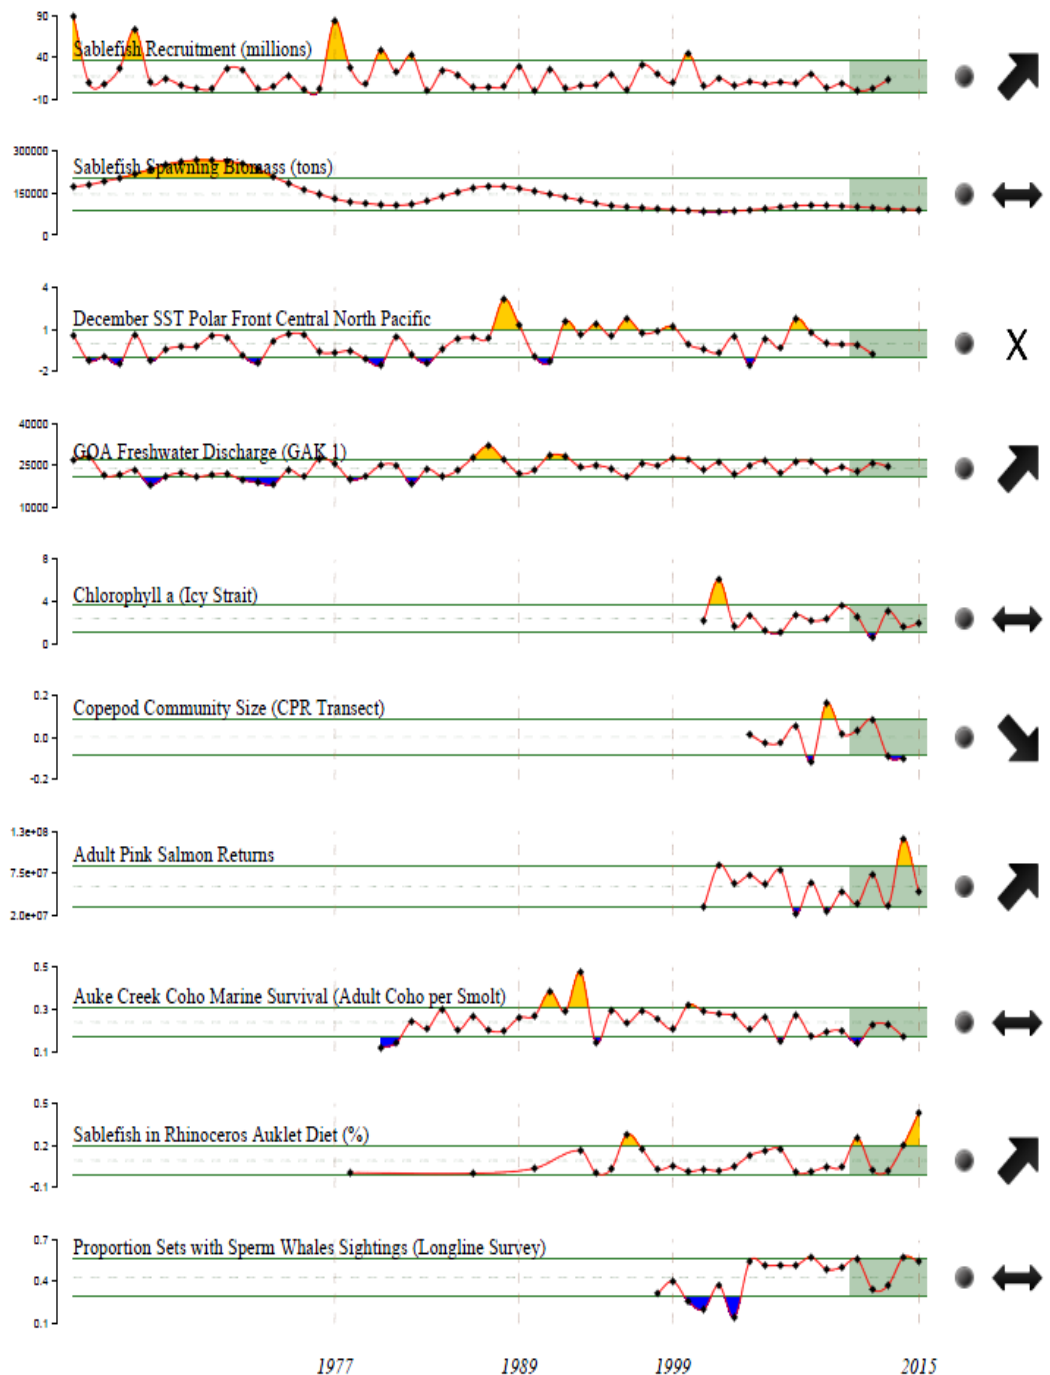 Sablefish Recruitment (millions)
90
40
-10
Sablefish Spawning Biomass (tons)
300000
150000
0
December SST Polar Front Central North Pacific
4
1
-2
X
GOA Freshwater Discharge (GAK 1)
40000
25000
10000
Chlorophyll a (Icy Strait)
8
4
0
Copepod Community Size (CPR Transect)
0.2
0.0
-0.2
Adult Pink Salmon Returns
1.3e+08
7.5e+07
2.0e+07
Auke Creek Coho Marine Survival (Adult Coho per Smolt)
0.5
0.3
0.1
Sablefish in Rhinoceros Auklet Diet (%)
0.5
0.2
-0.1
Proportion Sets with Sperm Whales Sightings (Longline Survey)
0.7
0.4
0.1
1977 1989 1999 2015